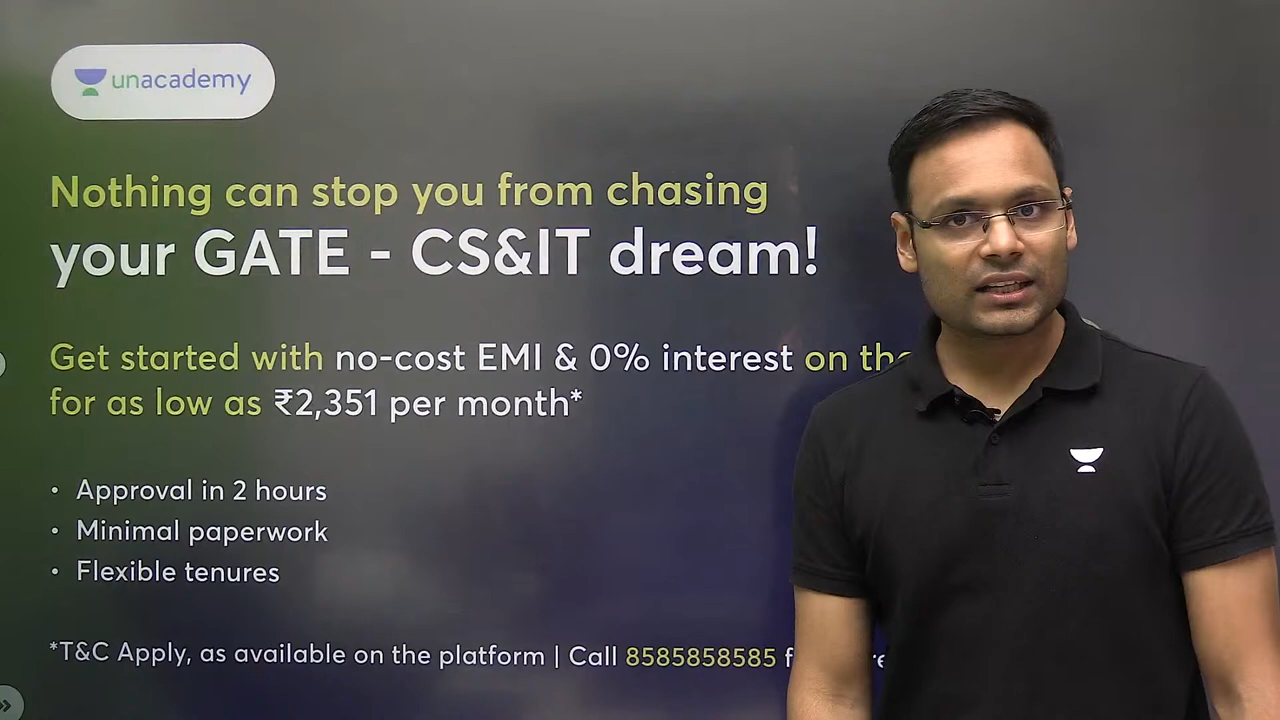 unacademy
Nothing can stop you from chasing
your GATE - CS&IT dream!
Get started with no-cost EMI & 0% interest on the
for as low as ₹2,351 per month*
• Approval in 2 hours
• Minimal paperwork
• Flexible tenures
*T&C Apply, as available on the platform | Call 8585858585